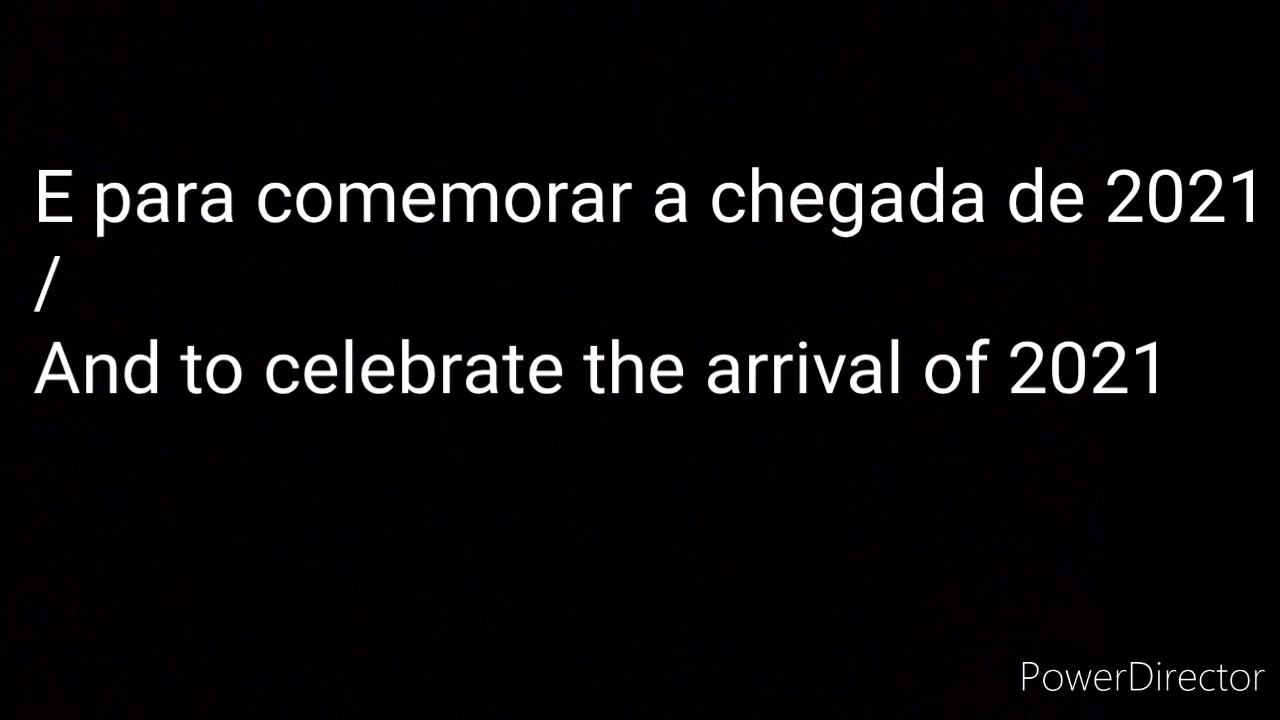 E para comemorar a chegada de 2021
/
And to celebrate the arrival of 2021
PowerDirector